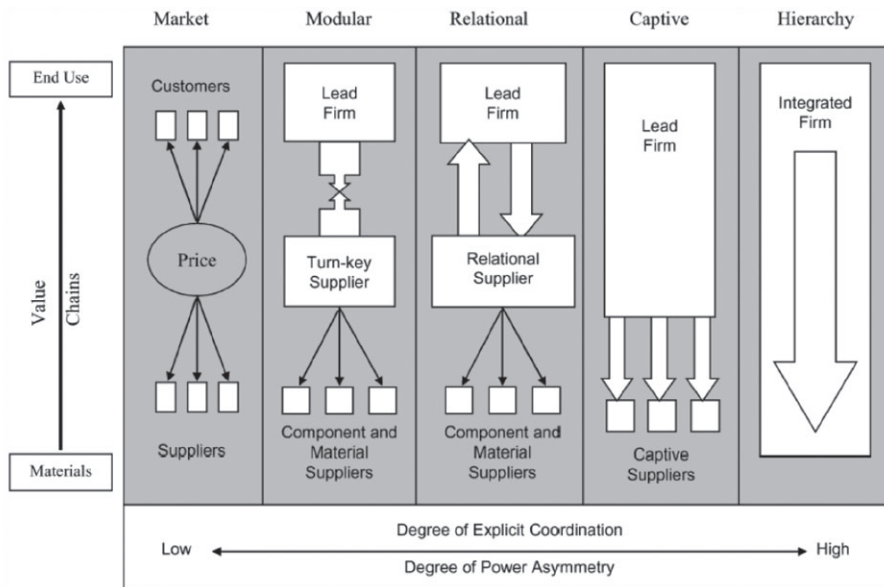 Market
Modular
Relational
Captive
Hierarchy
End Use
Value
Chains
Materials
Customers
Price
Suppliers
Lead
Firm
Turn-key
Supplier
Component and
Material
Suppliers
Lead
Firm
Relational
Supplier
Component and
Material
Suppliers
Lead
Firm
Captive
Suppliers
Integrated
Firm
Degree of Explicit Coordination
Low
High
Degree of Power Asymmetry